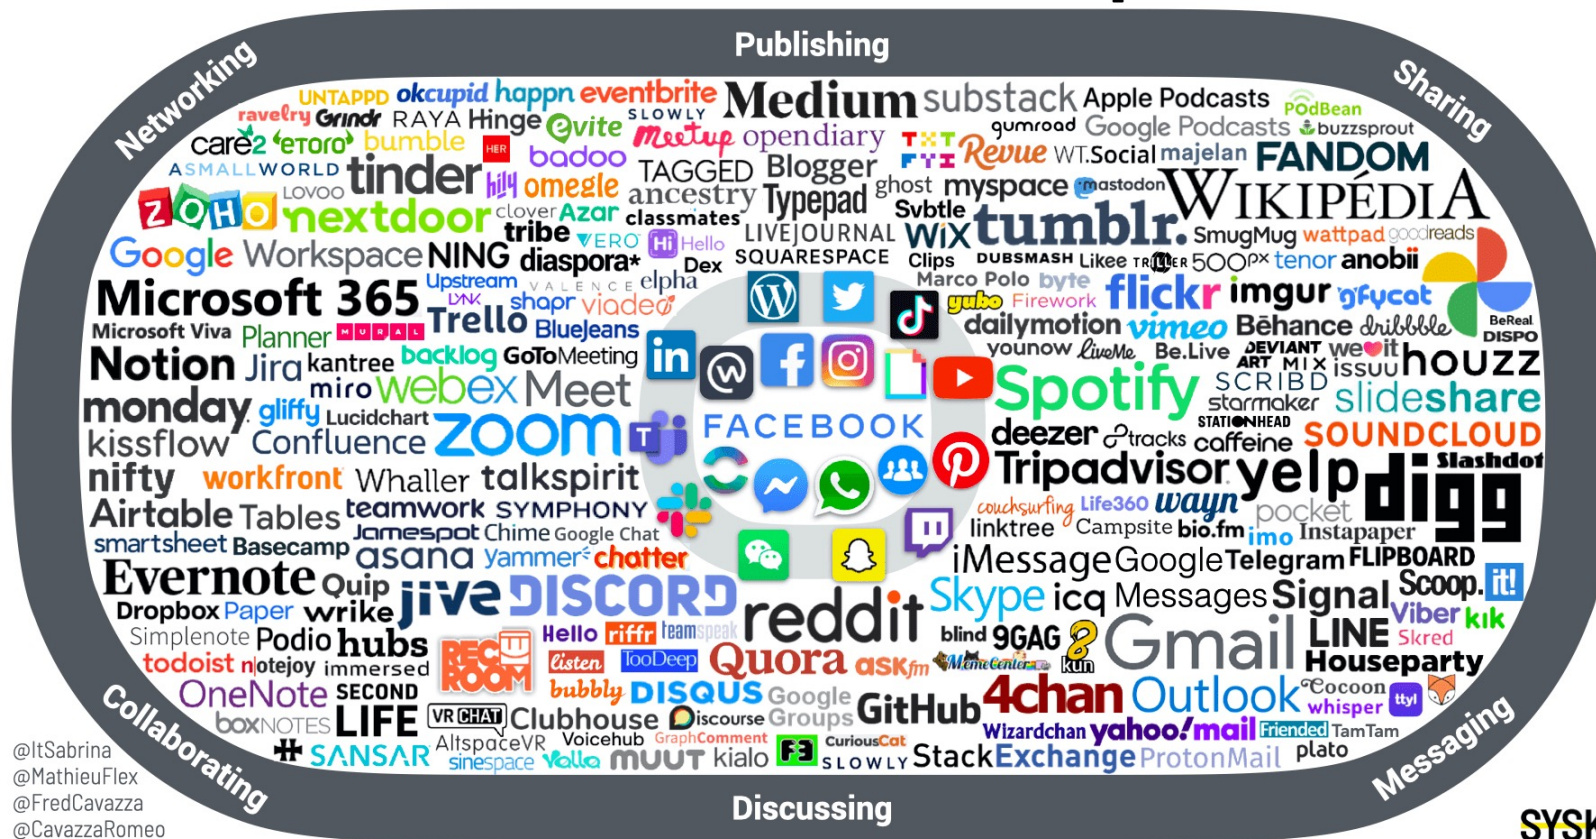 Publishing
Networking
Sharing
UNTAPPD okcupid happn eventbrite Medium substack Apple Podcasts PODBean
ravelry Grindr RAYA Hinge evite SLOWLY gumroad Google Podcasts buzzsprout
care2 eToro bumble HER badoo meetup opendiary TXT FYI Revue WT.Social majelan FANDOM
ASMALLWORLD LOVOO tinder hily omegle TAGGED Blogger
ancestry Typepad ghost myspace mastodon WIKIPÉDIA
ZOHO nextdoor clover Azar classmates Svbtle tumblr.
tribe VERO Hi Hello LIVEJOURNAL WiX SmugMug wattpad goodreads
Google Workspace NING diaspora* Dex SQUARESPACE Clips DUBSMASH Likee TRILLER 500px tenor anobii
Upstream VALENCE elpha Marco Polo byte
Microsoft 365 LYNK shapr viadeo yubo Firework flickr imgur gfycat
Microsoft Viva Planner MURAL Trello BlueJeans dailymotion vimeo Bēhance dribbble BeReal
DISPO
Notion Jira kantree backlog GoToMeeting in younow LiveMe Be.Live DEVIANT ART MIX we it issuu houzz
miro webex Meet Spotify SCRIBD starmaker slideshare
monday gliffy Lucidchart zoom T FACEBOOK STATIONHEAD
kissflow Confluence deezer 8tracks caffeine SOUNDCLOUD
nifty workfront Whaller talkspirit Tripadvisor yelp digg Slashdot
Airtable Tables teamwork SYMPHONY couchsurfing Life360 wayn pocket
Jamespot Chime Google Chat linktree Campsite bio.fm imo Instapaper
smartsheet Basecamp asana yammer chatter iMessage Google Telegram FLIPBOARD
Evernote Quip jive DISCORD reddit Skype icq Messages Signal Scoop.it!
Dropbox Paper wrike Viber kik
Simplenote Podio hubs REC ROOM Hello riffr teamspeak blind 9GAG 8kun Gmail LINE Skred
todoist notejoy immersed listen TooDeep Quora ASKfm MemeCenter Houseparty
OneNote SECOND LIFE bubbly DISQUS Google Groups GitHub 4chan Outlook Cocoon whisper ttyl
boxNOTES VR CHAT Clubhouse Discourse Wizardchan yahoo!mail Friended TamTam
SANSAR AltspaceVR Voicehub GraphComment CuriousCat
sinespace Yalla MUUT kialo F3 SLOWLY StackExchange ProtonMail plato
Collaborating
Messaging
Discussing
@ItSabrina
@MathieuFlex
@FredCavazza
@CavazzaRomeo